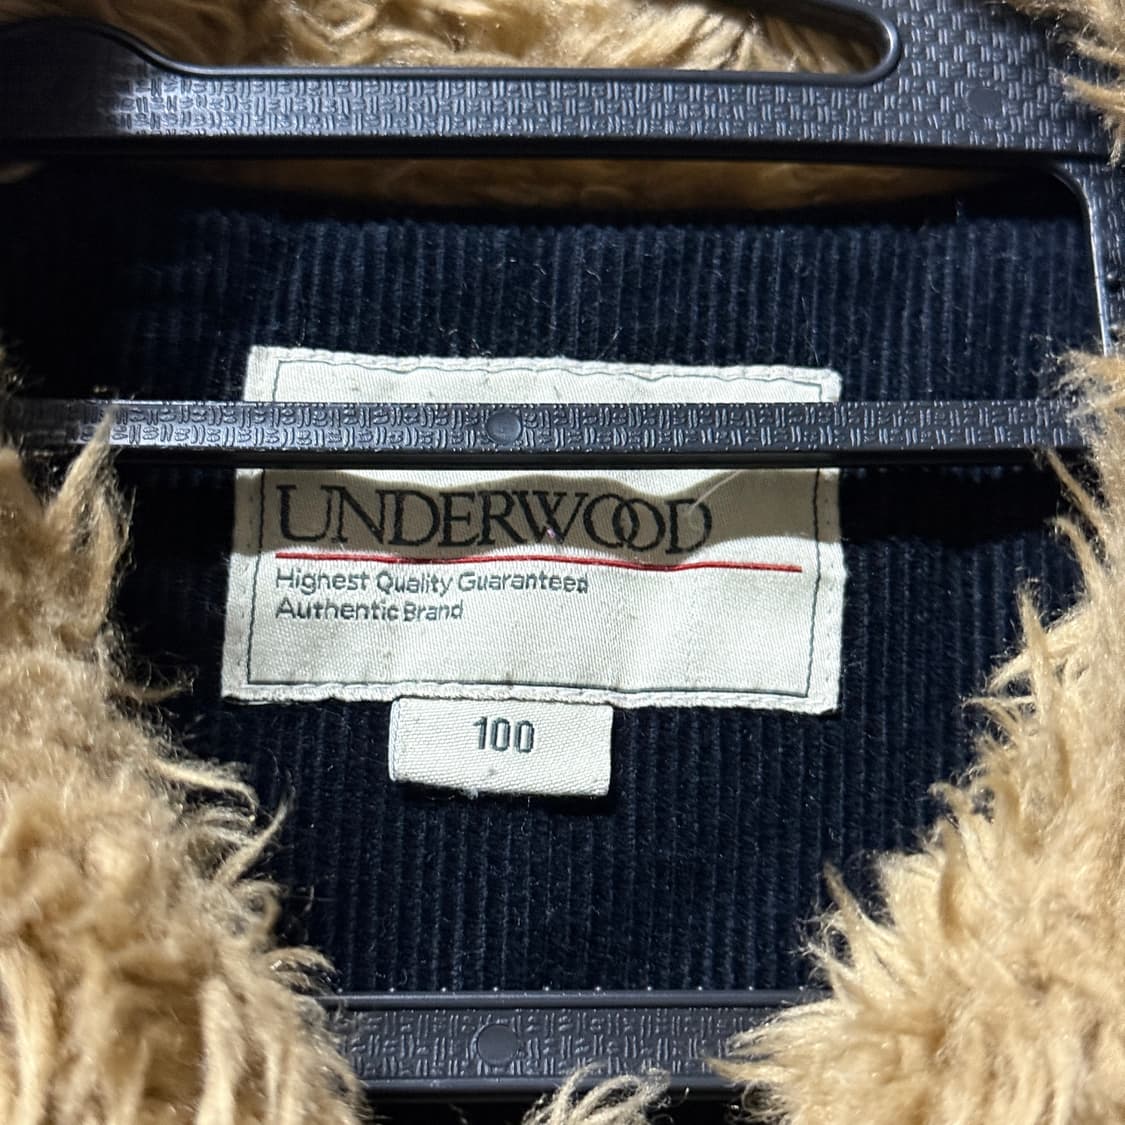 UNDERWOOD
Highest Quality Guaranteed
Authentic Brand
100